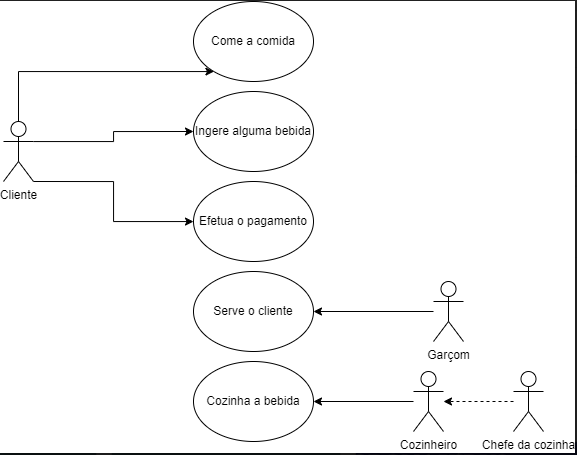 Come a comida
Ingere alguma bebida
Cliente
Efetua o pagamento
Serve o cliente
Garçom
Cozinha a bebida
Cozinheiro
Chefe da cozinha